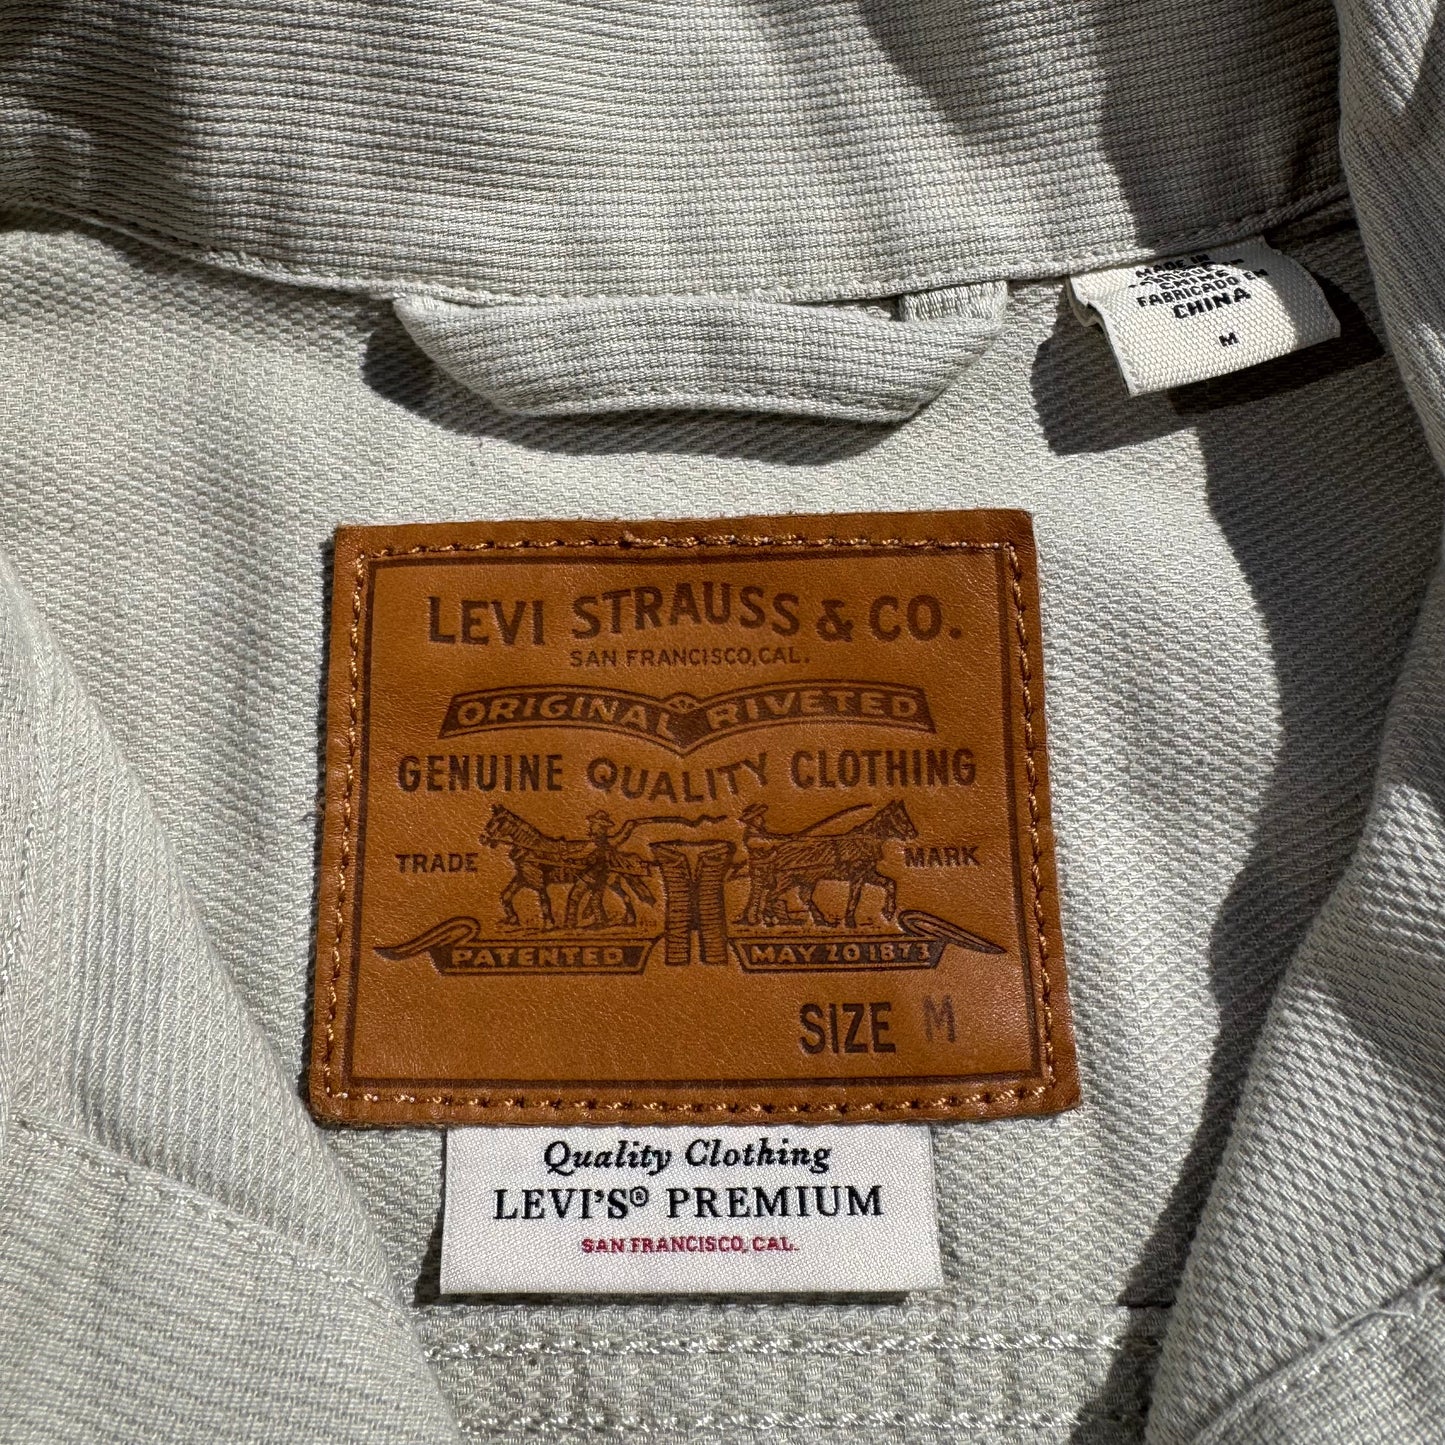 MADE IN
CHINA
FABRICADO EN
CHINA
M
LEVI STRAUSS & CO.
SAN FRANCISCO, CAL.
ORIGINAL RIVETED
GENUINE QUALITY CLOTHING
TRADE MARK
PATENTED MAY 20 1873
SIZE M
Quality Clothing
LEVI'S® PREMIUM
SAN FRANCISCO, CAL.